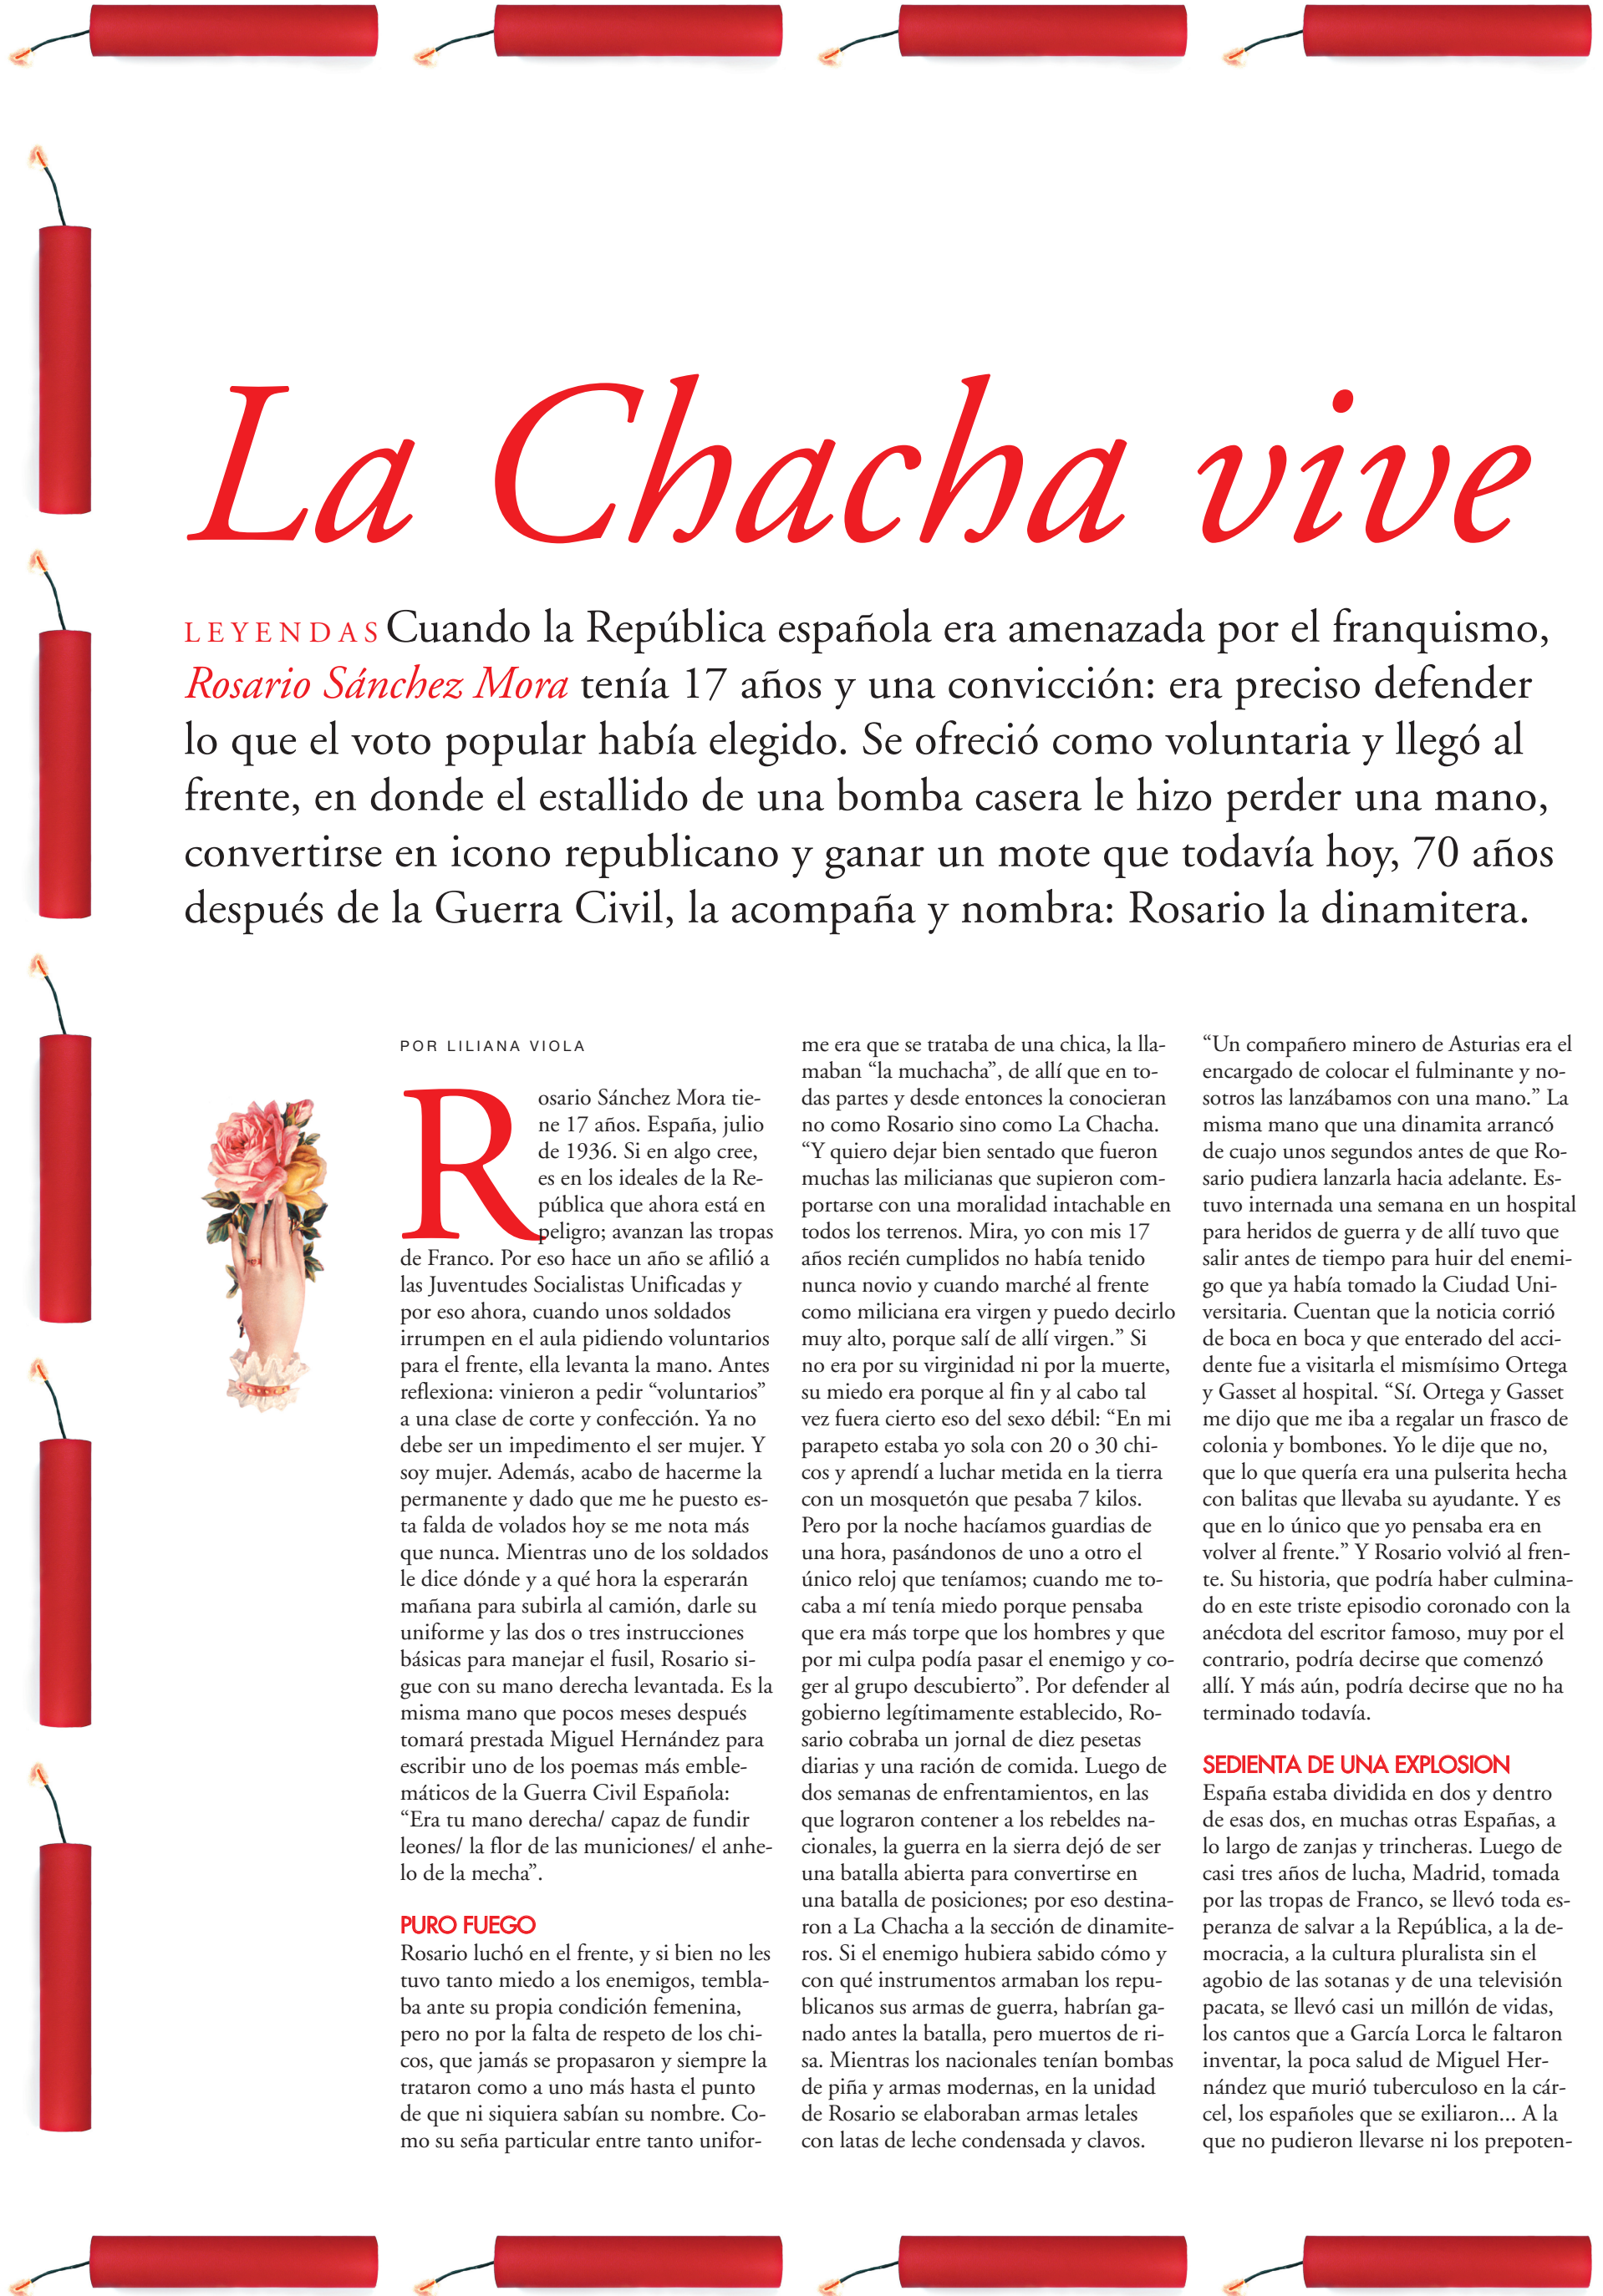 La Chacha vive
LEYENDAS Cuando la República española era amenazada por el franquismo,
Rosario Sánchez Mora tenía 17 años y una convicción: era preciso defender
lo que el voto popular había elegido. Se ofreció como voluntaria y llegó al
frente, en donde el estallido de una bomba casera le hizo perder una mano,
convertirse en icono republicano y ganar un mote que todavía hoy, 70 años
después de la Guerra Civil, la acompaña y nombra: Rosario la dinamitera.
POR LILIANA VIOLA
Rosario Sánchez Mora tie-
ne 17 años. España, julio
de 1936. Si en algo cree,
es en los ideales de la Re-
pública que ahora está en
peligro; avanzan las tropas
de Franco. Por eso hace un año se afilió a
las Juventudes Socialistas Unificadas y
por eso ahora, cuando unos soldados
irrumpen en el aula pidiendo voluntarios
para el frente, ella levanta la mano. Antes
reflexiona: vinieron a pedir “voluntarios”
a una clase de corte y confección. Ya no
debe ser un impedimento el ser mujer. Y
soy mujer. Además, acabo de hacerme la
permanente y dado que me he puesto es-
ta falda de volados hoy se me nota más
que nunca. Mientras uno de los soldados
le dice dónde y a qué hora la esperarán
mañana para subirla al camión, darle su
uniforme y las dos o tres instrucciones
básicas para manejar el fusil, Rosario si-
gue con su mano derecha levantada. Es la
misma mano que pocos meses después
tomará prestada Miguel Hernández para
escribir uno de los poemas más emble-
máticos de la Guerra Civil Española:
“Era tu mano derecha/ capaz de fundir
leones/ la flor de las municiones/ el anhe-
lo de la mecha”.
PURO FUEGO
Rosario luchó en el frente, y si bien no les
tuvo tanto miedo a los enemigos, tembla-
ba ante su propia condición femenina,
pero no por la falta de respeto de los chi-
cos, que jamás se propasaron y siempre la
trataron como a uno más hasta el punto
de que ni siquiera sabían su nombre. Co-
mo su seña particular entre tanto unifor-
me era que se trataba de una chica, la lla-
maban “la muchacha”, de allí que en to-
das partes y desde entonces la conocieran
no como Rosario sino como La Chacha.
“Y quiero dejar bien sentado que fueron
muchas las milicianas que supieron com-
portarse con una moralidad intachable en
todos los terrenos. Mira, yo con mis 17
años recién cumplidos no había tenido
nunca novio y cuando marché al frente
como miliciana era virgen y puedo decirlo
muy alto, porque salí de allí virgen.” Si
no era por su virginidad ni por la muerte,
su miedo era porque al fin y al cabo tal
vez fuera cierto eso del sexo débil: “En mi
parapeto estaba yo sola con 20 o 30 chi-
cos y aprendí a luchar metida en la tierra
con un mosquetón que pesaba 7 kilos.
Pero por la noche hacíamos guardias de
una hora, pasándonos de uno a otro el
único reloj que teníamos; cuando me to-
caba a mí tenía miedo porque pensaba
que era más torpe que los hombres y que
por mi culpa podía pasar el enemigo y co-
ger al grupo descubierto”. Por defender al
gobierno legítimamente establecido, Ro-
sario cobraba un jornal de diez pesetas
diarias y una ración de comida. Luego de
dos semanas de enfrentamientos, en las
que lograron contener a los rebeldes na-
cionales, la guerra en la sierra dejó de ser
una batalla abierta para convertirse en
una batalla de posiciones; por eso destina-
ron a La Chacha a la sección de dinamite-
ros. Si el enemigo hubiera sabido cómo y
con qué instrumentos armaban los repu-
blicanos sus armas de guerra, habrían ga-
nado antes la batalla, pero muertos de ri-
sa. Mientras los nacionales tenían bombas
de piña y armas modernas, en la unidad
de Rosario se elaboraban armas letales
con latas de leche condensada y clavos.
“Un compañero minero de Asturias era el
encargado de colocar el fulminante y no-
sotros las lanzábamos con una mano.” La
misma mano que una dinamita arrancó
de cuajo unos segundos antes de que Ro-
sario pudiera lanzarla hacia adelante. Es-
tuvo internada una semana en un hospital
para heridos de guerra y de allí tuvo que
salir antes de tiempo para huir del enemi-
go que ya había tomado la Ciudad Uni-
versitaria. Cuentan que la noticia corrió
de boca en boca y que enterado del acci-
dente fue a visitarla el mismísimo Ortega
y Gasset al hospital. “Sí. Ortega y Gasset
me dijo que me iba a regalar un frasco de
colonia y bombones. Yo le dije que no,
que lo que quería era una pulserita hecha
con balitas que llevaba su ayudante. Y es
que en lo único que yo pensaba era en
volver al frente.” Y Rosario volvió al fren-
te. Su historia, que podría haber culmina-
do en este triste episodio coronado con la
anécdota del escritor famoso, muy por el
contrario, podría decirse que comenzó
allí. Y más aún, podría decirse que no ha
terminado todavía.
SEDIENTA DE UNA EXPLOSION
España estaba dividida en dos y dentro
de esas dos, en muchas otras Españas, a
lo largo de zanjas y trincheras. Luego de
casi tres años de lucha, Madrid, tomada
por las tropas de Franco, se llevó toda es-
peranza de salvar a la República, a la de-
mocracia, a la cultura pluralista sin el
agobio de las sotanas y de una televisión
pacata, se llevó casi un millón de vidas,
los cantos que a García Lorca le faltaron
inventar, la poca salud de Miguel Her-
nández que murió tuberculoso en la cár-
cel, los españoles que se exiliaron... A la
que no pudieron llevarse ni los prepoten-